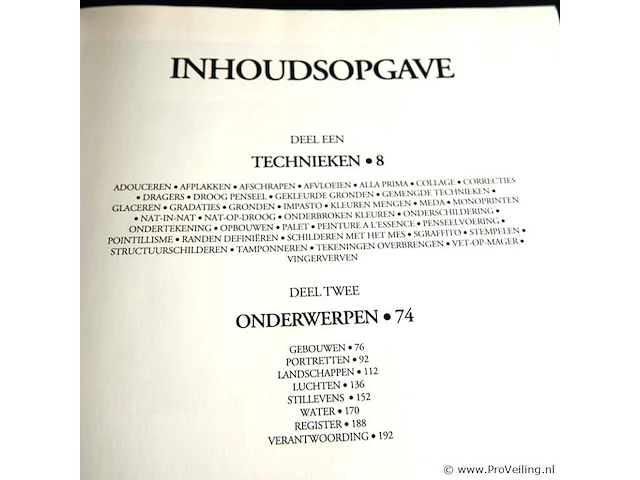 INHOUDSOPGAVE
DEEL EEN
TECHNIEKEN • 8
ADOUCEREN • AFPLAKKEN • AFSCHRAPEN • AFVLOEIEN • ALLA PRIMA • COLLAGE • CORRECTIES
• DRAGERS • DROOG PENSEEL • GEKLEURDE GRONDEN • GEMENGDE TECHNIEKEN •
GLACEREN • GRADATIES • GRONDEN • IMPASTO • KLEUREN MENGEN • MEDA • MONOPRINTEN
• NAT-IN-NAT • NAT-OP-DROOG • ONDERBROKEN KLEUREN • ONDERSCHILDERING •
ONDERTEKENING • OPBOUWEN • PALET • PEINTURE A L'ESSENCE • PENSEELVOERING •
POINTILLISME • RANDEN DEFINIËREN • SCHILDEREN MET HET MES • SGRAFFITO • STEMPELEN •
STRUCTUURSCHILDEREN • TAMPONNEREN • TEKENINGEN OVERBRENGEN • VET-OP-MAGER •
VINGERVERVEN
DEEL TWEE
ONDERWERPEN • 74
GEBOUWEN • 76
PORTRETTEN • 92
LANDSCHAPPEN • 112
LUCHTEN • 136
STILLEVENS • 152
WATER • 170
REGISTER • 188
VERANTWOORDING • 192
© www.ProVeiling.nl